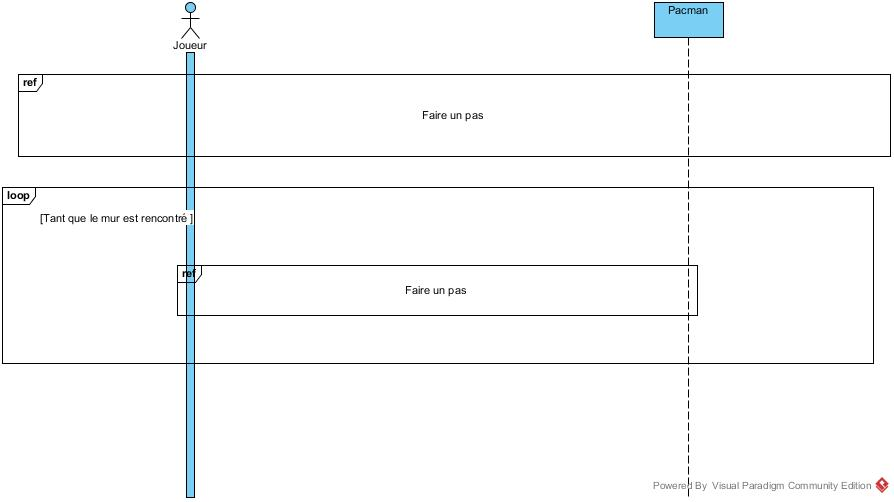 Joueur
Pacman
ref
Faire un pas
loop
[Tant que le mur est rencontré ]
ref
Faire un pas
Powered By Visual Paradigm Community Edition